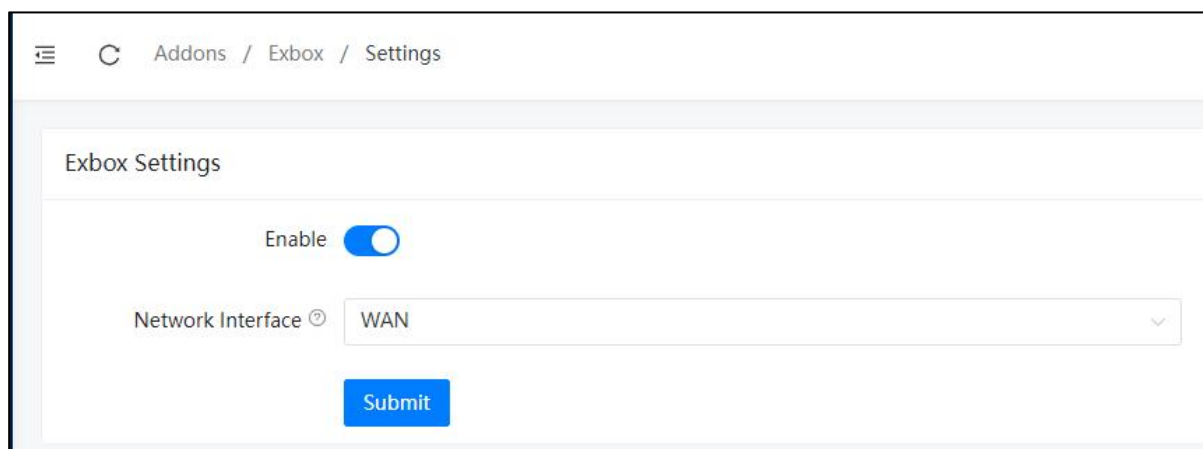 Addons / Exbox / Settings
Exbox Settings
Enable
Network Interface
WAN
Submit